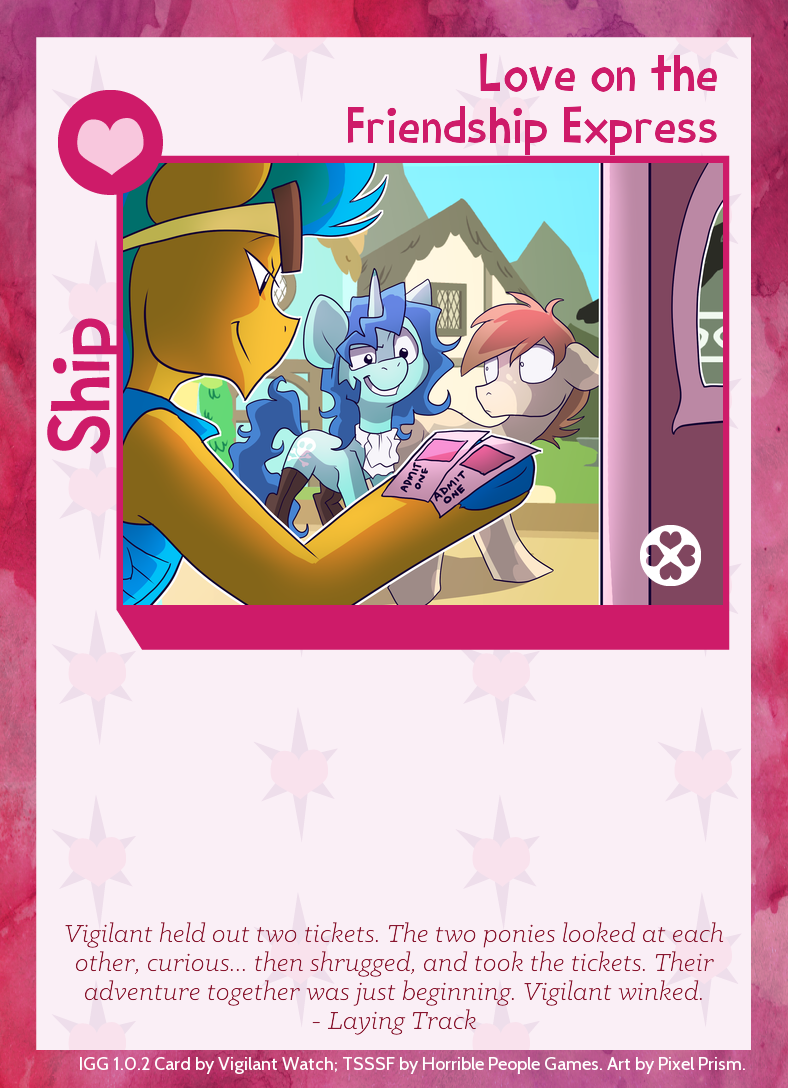 Love on the
Friendship Express
Ship
ADMIT
ONE
ADMIT
ONE
Vigilant held out two tickets. The two ponies looked at each
other, curious... then shrugged, and took the tickets. Their
adventure together was just beginning. Vigilant winked.
- Laying Track
IGG 1.0.2 Card by Vigilant Watch; TSSSF by Horrible People Games. Art by Pixel Prism.